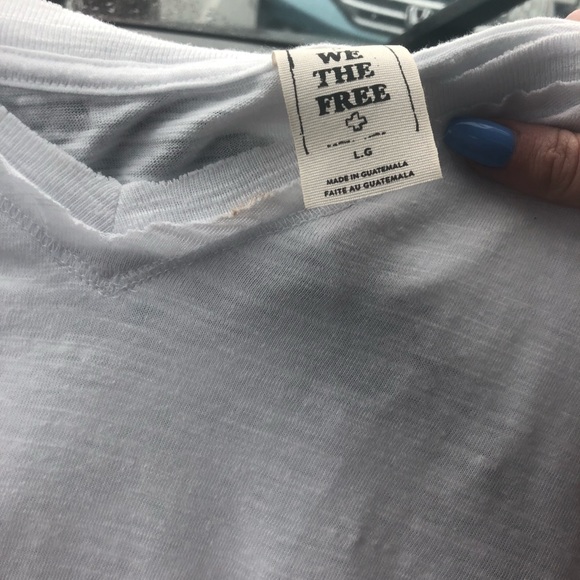 WE
THE
FREE
L.G
MADE IN GUATEMALA
FAITE AU GUATEMALA